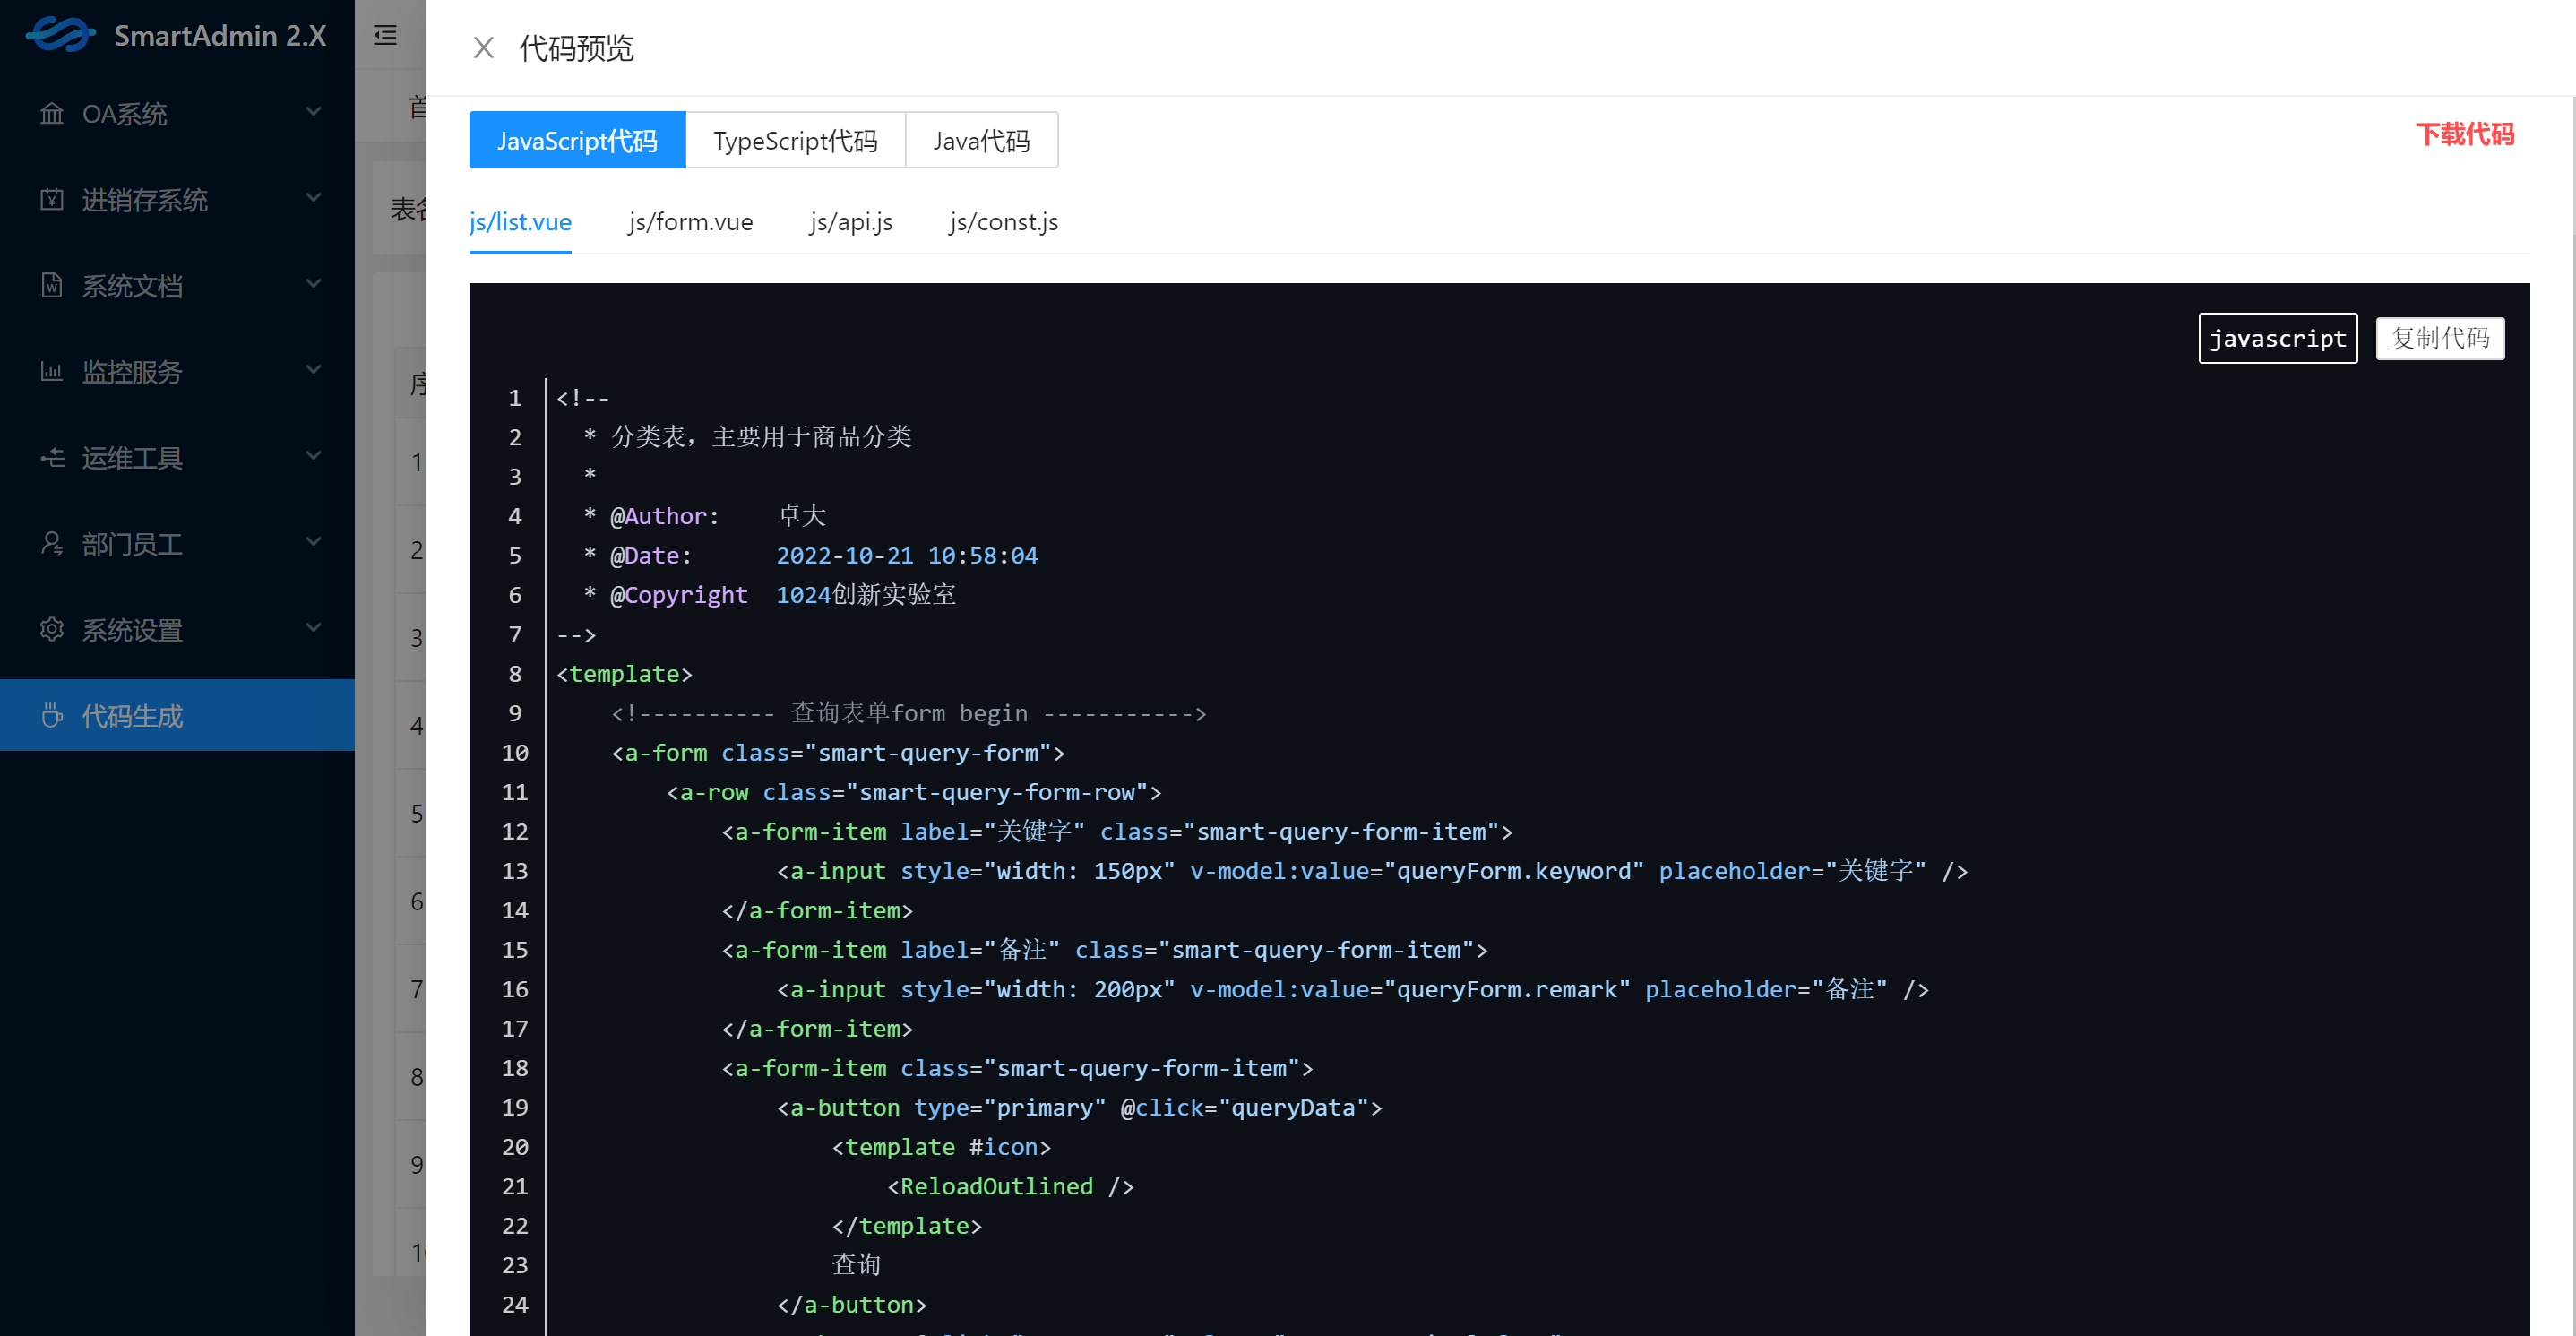 SmartAdmin 2.X
OA系统
进销存系统
系统文档
监控服务
运维工具
部门员工
系统设置
代码生成
首
表名
序
1
2
3
4
5
6
7
8
9
10
代码预览
JavaScript代码
TypeScript代码
Java代码
下载代码
js/list.vue
js/form.vue
js/api.js
js/const.js
javascript
复制代码
1 <!--
2   * 分类表，主要用于商品分类
3   *
4   * @Author:    卓大
5   * @Date:      2022-10-21 10:58:04
6   * @Copyright  1024创新实验室
7 -->
8 <template>
9     <!---------- 查询表单form begin ----------->
10     <a-form class="smart-query-form">
11         <a-row class="smart-query-form-row">
12             <a-form-item label="关键字" class="smart-query-form-item">
13                 <a-input style="width: 150px" v-model:value="queryForm.keyword" placeholder="关键字" />
14             </a-form-item>
15             <a-form-item label="备注" class="smart-query-form-item">
16                 <a-input style="width: 200px" v-model:value="queryForm.remark" placeholder="备注" />
17             </a-form-item>
18             <a-form-item class="smart-query-form-item">
19                 <a-button type="primary" @click="queryData">
20                     <template #icon>
21                         <ReloadOutlined />
22                     </template>
23                     查询
24                 </a-button>